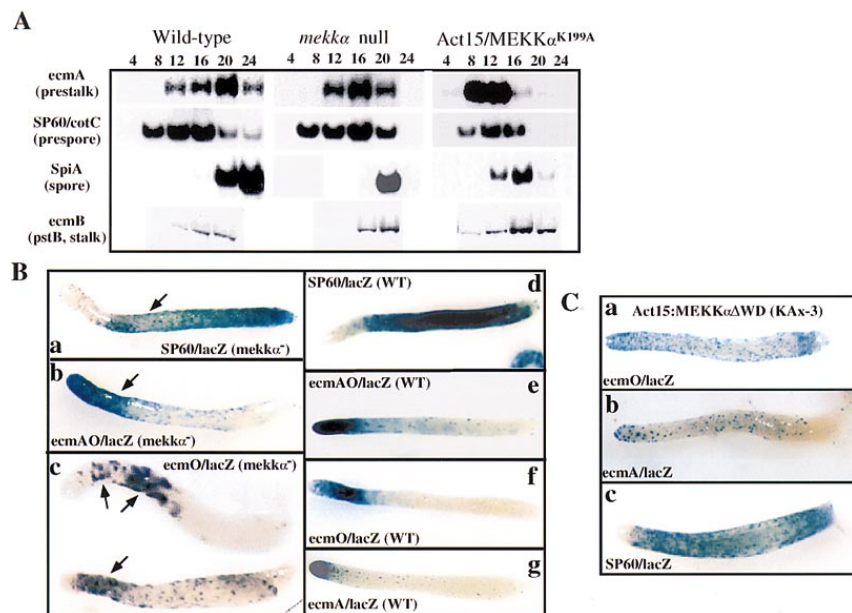 A
Wild-type mekkα null Act15/MEKKα^K199A
4 8 12 16 20 24 4 8 12 16 20 24 4 8 12 16 20 24
ecmA
(prestalk)
SP60/cotC
(prespore)
SpiA
(spore)
ecmB
(pstB, stalk)
B
a
SP60/lacZ (mekkα⁻)
b
ecmAO/lacZ (mekkα⁻)
c
ecmO/lacZ (mekkα⁻)
SP60/lacZ (WT)
d
ecmAO/lacZ (WT)
e
f
ecmO/lacZ (WT)
g
ecmA/lacZ (WT)
C
a
Act15:MEKKαΔWD (KAx-3)
ecmO/lacZ
b
ecmA/lacZ
c
SP60/lacZ